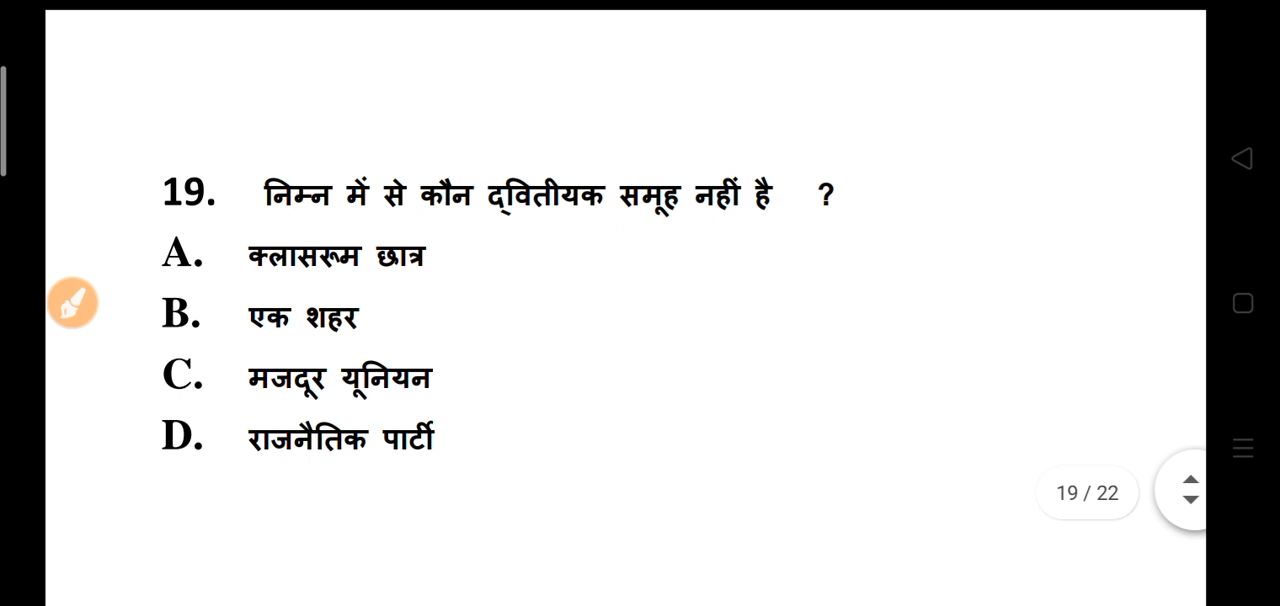 19. निम्न में से कौन द्वितीयक समूह नहीं है ?
A. क्लासरूम छात्र
B. एक शहर
C. मजदूर यूनियन
D. राजनैतिक पार्टी
19 / 22